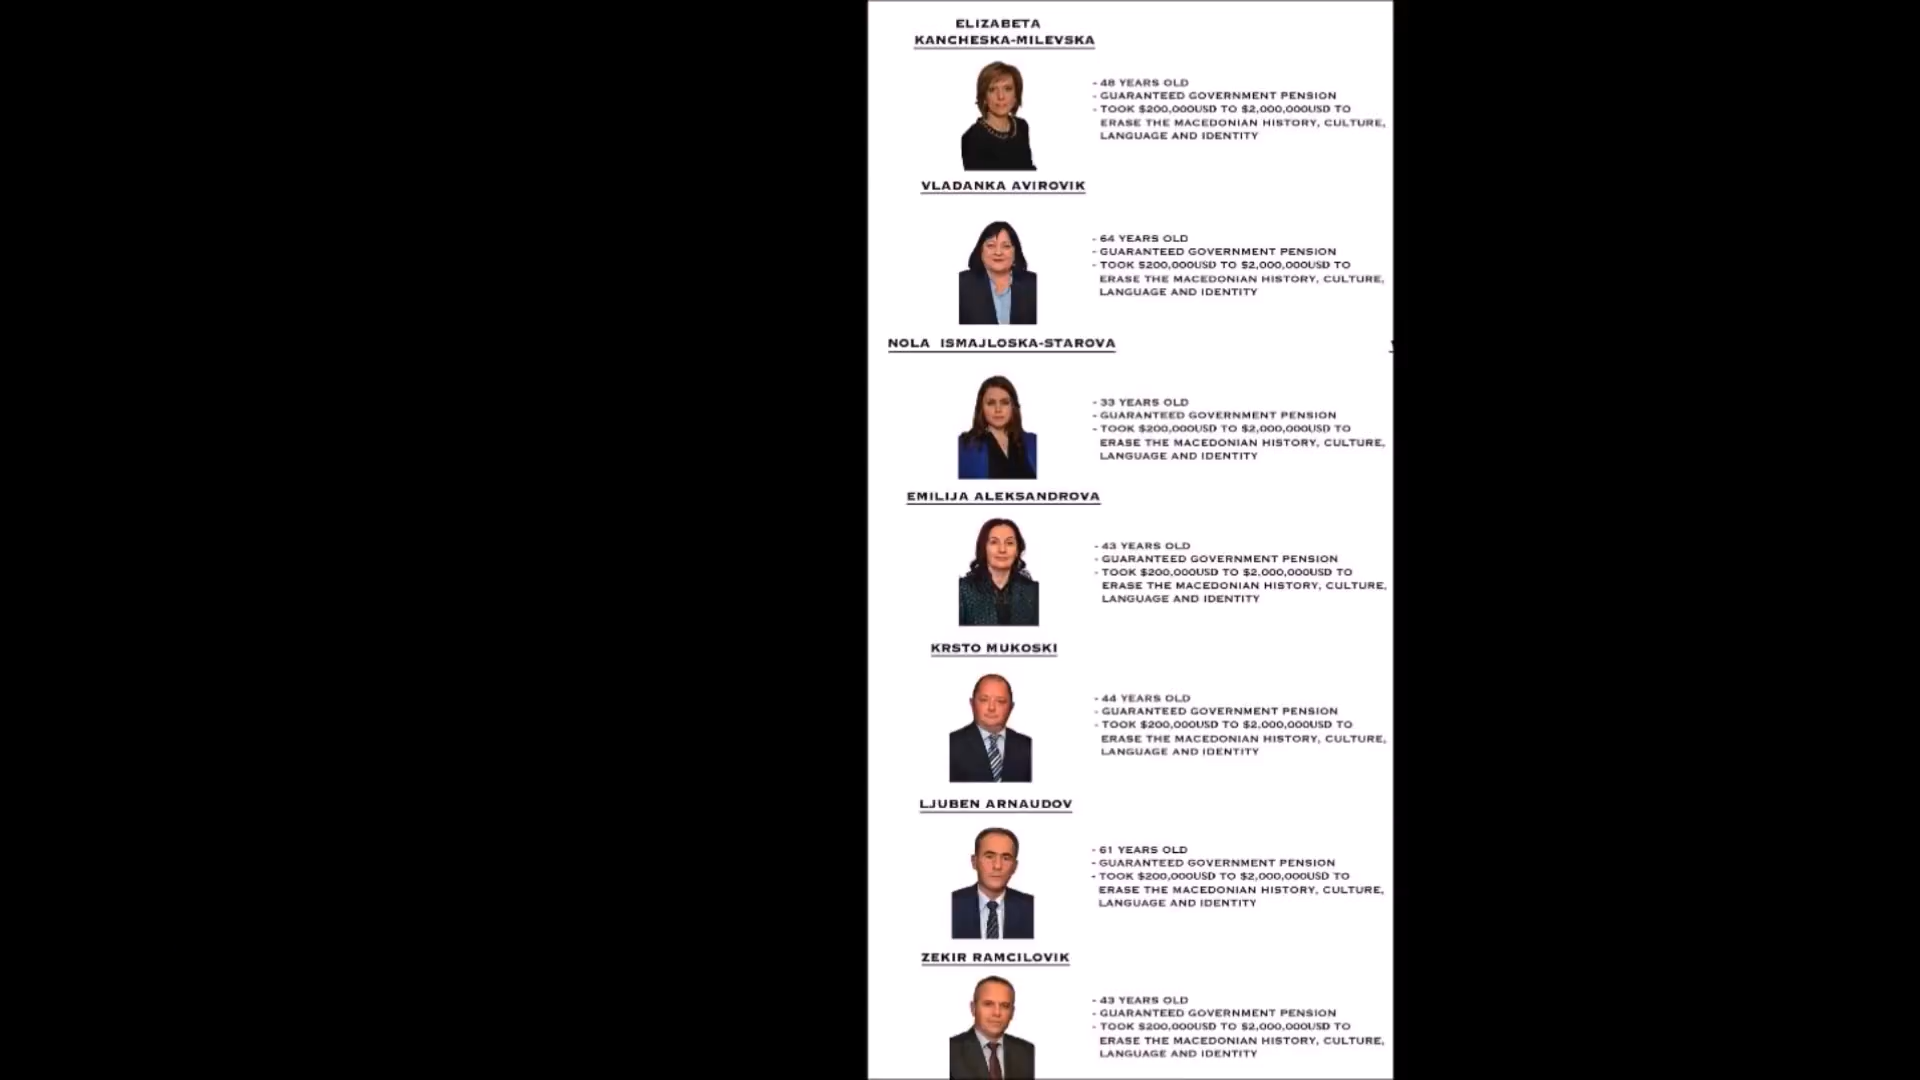 ELIZABETA
KANCHESKA-MILEVSKA
- 48 YEARS OLD
- GUARANTEED GOVERNMENT PENSION
- TOOK $200,000USD TO $2,000,000USD TO
ERASE THE MACEDONIAN HISTORY, CULTURE,
LANGUAGE AND IDENTITY
VLADANKA AVIROVIK
- 64 YEARS OLD
- GUARANTEED GOVERNMENT PENSION
- TOOK $200,000USD TO $2,000,000USD TO
ERASE THE MACEDONIAN HISTORY, CULTURE,
LANGUAGE AND IDENTITY
NOLA ISMAJLOSKA-STAROVA
- 33 YEARS OLD
- GUARANTEED GOVERNMENT PENSION
- TOOK $200,000USD TO $2,000,000USD TO
ERASE THE MACEDONIAN HISTORY, CULTURE,
LANGUAGE AND IDENTITY
EMILIJA ALEKSANDROVA
- 43 YEARS OLD
- GUARANTEED GOVERNMENT PENSION
- TOOK $200,000USD TO $2,000,000USD TO
ERASE THE MACEDONIAN HISTORY, CULTURE,
LANGUAGE AND IDENTITY
KRSTO MUKOSKI
- 44 YEARS OLD
- GUARANTEED GOVERNMENT PENSION
- TOOK $200,000USD TO $2,000,000USD TO
ERASE THE MACEDONIAN HISTORY, CULTURE,
LANGUAGE AND IDENTITY
LJUBEN ARNAUDOV
- 61 YEARS OLD
- GUARANTEED GOVERNMENT PENSION
- TOOK $200,000USD TO $2,000,000USD TO
ERASE THE MACEDONIAN HISTORY, CULTURE,
LANGUAGE AND IDENTITY
ZEKIR RAMCILOVIK
- 43 YEARS OLD
- GUARANTEED GOVERNMENT PENSION
- TOOK $200,000USD TO $2,000,000USD TO
ERASE THE MACEDONIAN HISTORY, CULTURE,
LANGUAGE AND IDENTITY